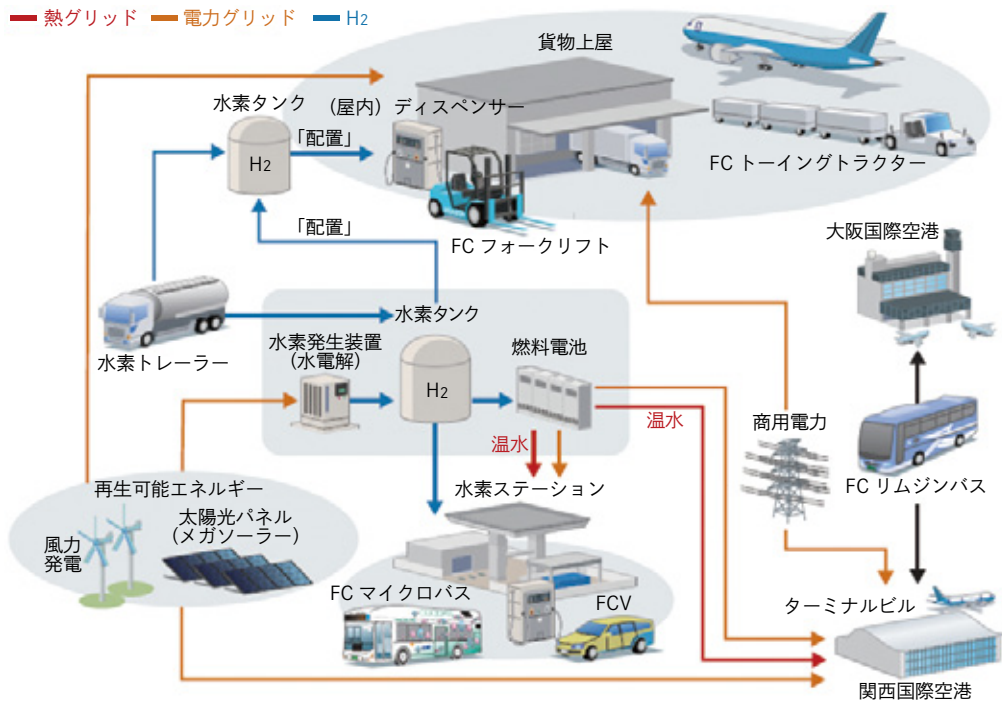 熱グリッド 電力グリッド H2
貨物上屋
水素タンク
(屋内)ディスペンサー
「配置」
H2
FC トーイングトラクター
「配置」
FC フォークリフト
大阪国際空港
水素タンク
水素トレーラー
水素発生装置
(水電解)
燃料電池
H2
温水
温水
商用電力
水素ステーション
FC リムジンバス
再生可能エネルギー
太陽光パネル
(メガソーラー)
風力
発電
FC マイクロバス
FCV
ターミナルビル
関西国際空港